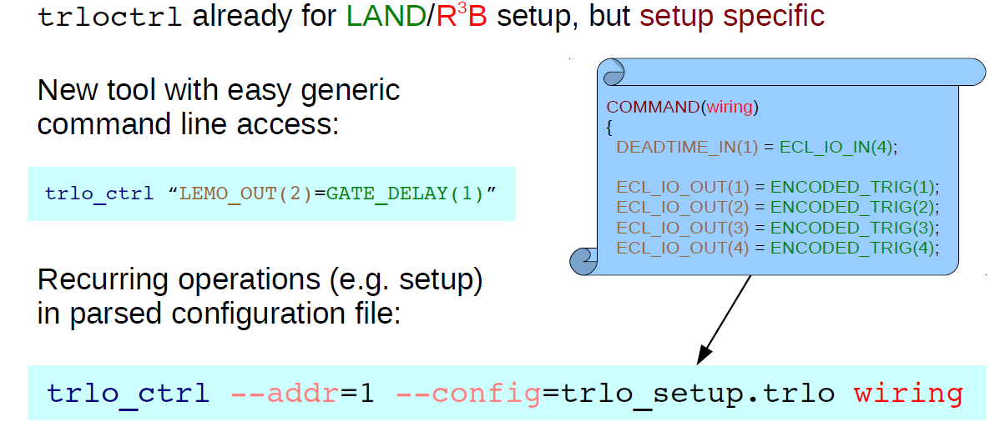 trloctrl already for LAND/R³B setup, but setup specific
New tool with easy generic
command line access:
trlo_ctrl “LEMO_OUT(2)=GATE_DELAY(1)”
COMMAND(wiring)
{
DEADTIME_IN(1) = ECL_IO_IN(4);
ECL_IO_OUT(1) = ENCODED_TRIG(1);
ECL_IO_OUT(2) = ENCODED_TRIG(2);
ECL_IO_OUT(3) = ENCODED_TRIG(3);
ECL_IO_OUT(4) = ENCODED_TRIG(4);
Recurring operations (e.g. setup)
in parsed configuration file:
trlo_ctrl --addr=1 --config=trlo_setup.trlo wiring